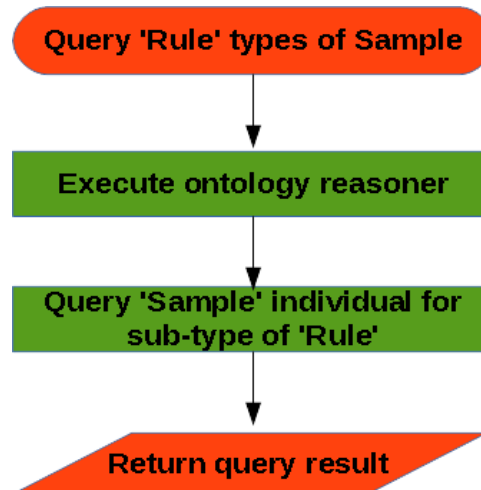 Query 'Rule' types of Sample
Execute ontology reasoner
Query 'Sample' individual for
sub-type of 'Rule'
Return query result